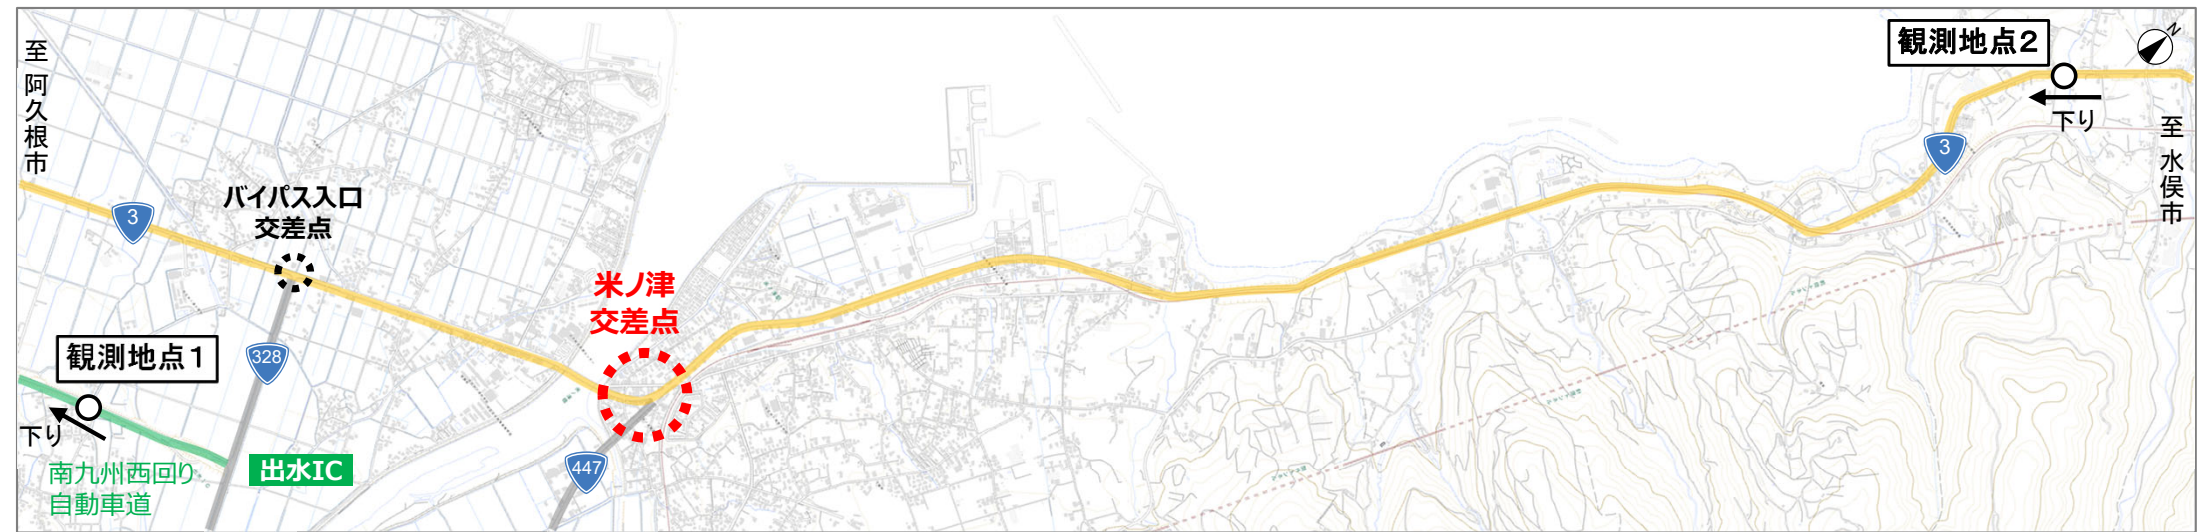 至 阿久根市
3
バイパス入口
交差点
観測地点1
328
下り
南九州西回り
自動車道
出水IC
米ノ津
交差点
447
観測地点2
N
下り
3
至 水俣市